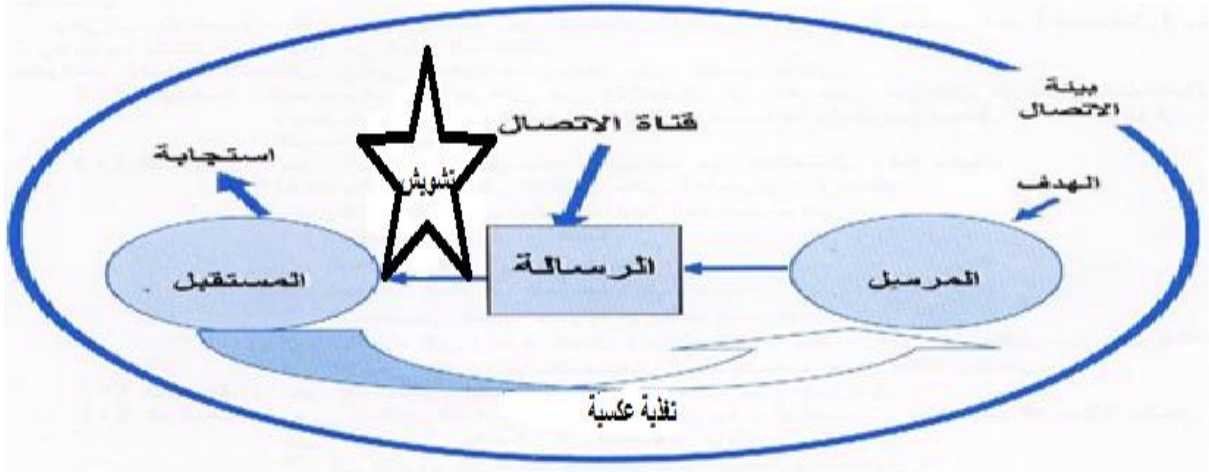 بيئة
الاتصال
قناة الاتصال
استجابة
تشويش
الهدف
المرسل
الرسالة
المستقبل
تغذية عكسية